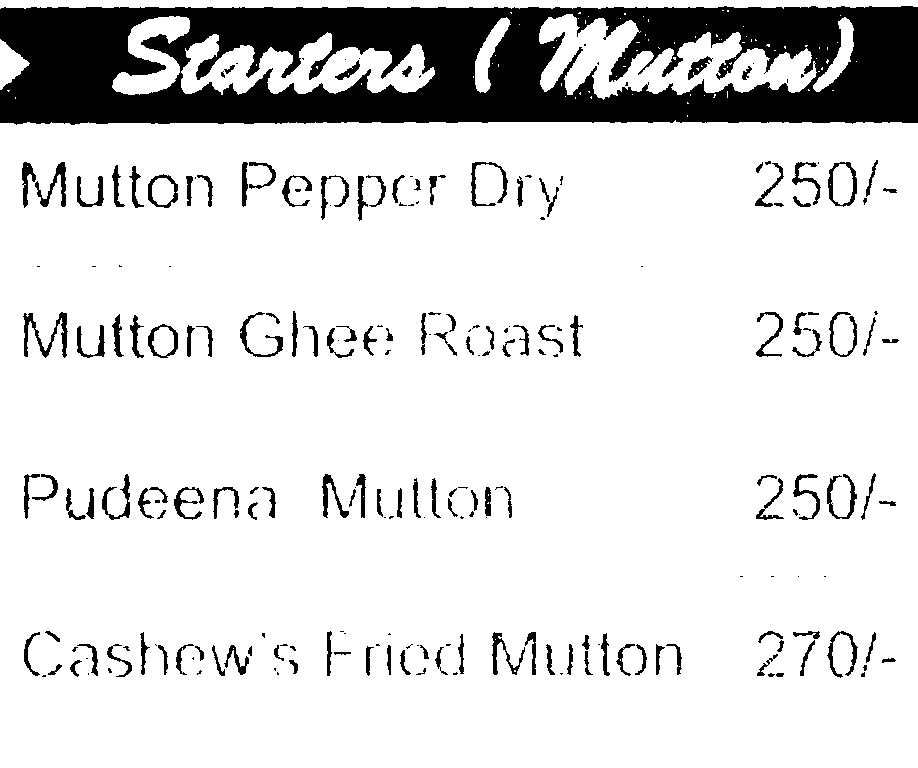 Starters ( Mutton)
Mutton Pepper Dry 250/-
Mutton Ghee Roast 250/-
Pudeena Mutton 250/-
Cashew's Fried Mutton 270/-